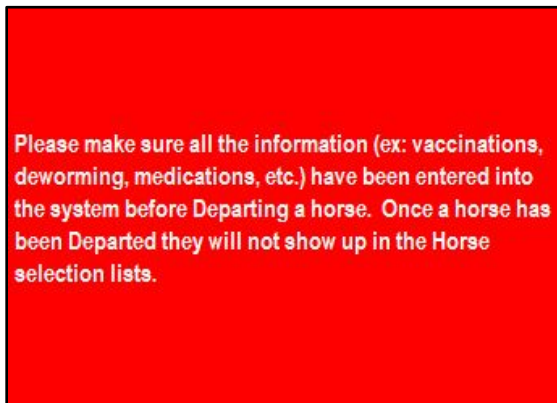 Please make sure all the information (ex: vaccinations,
deworming, medications, etc.) have been entered into
the system before Departing a horse.  Once a horse has
been Departed they will not show up in the Horse
selection lists.